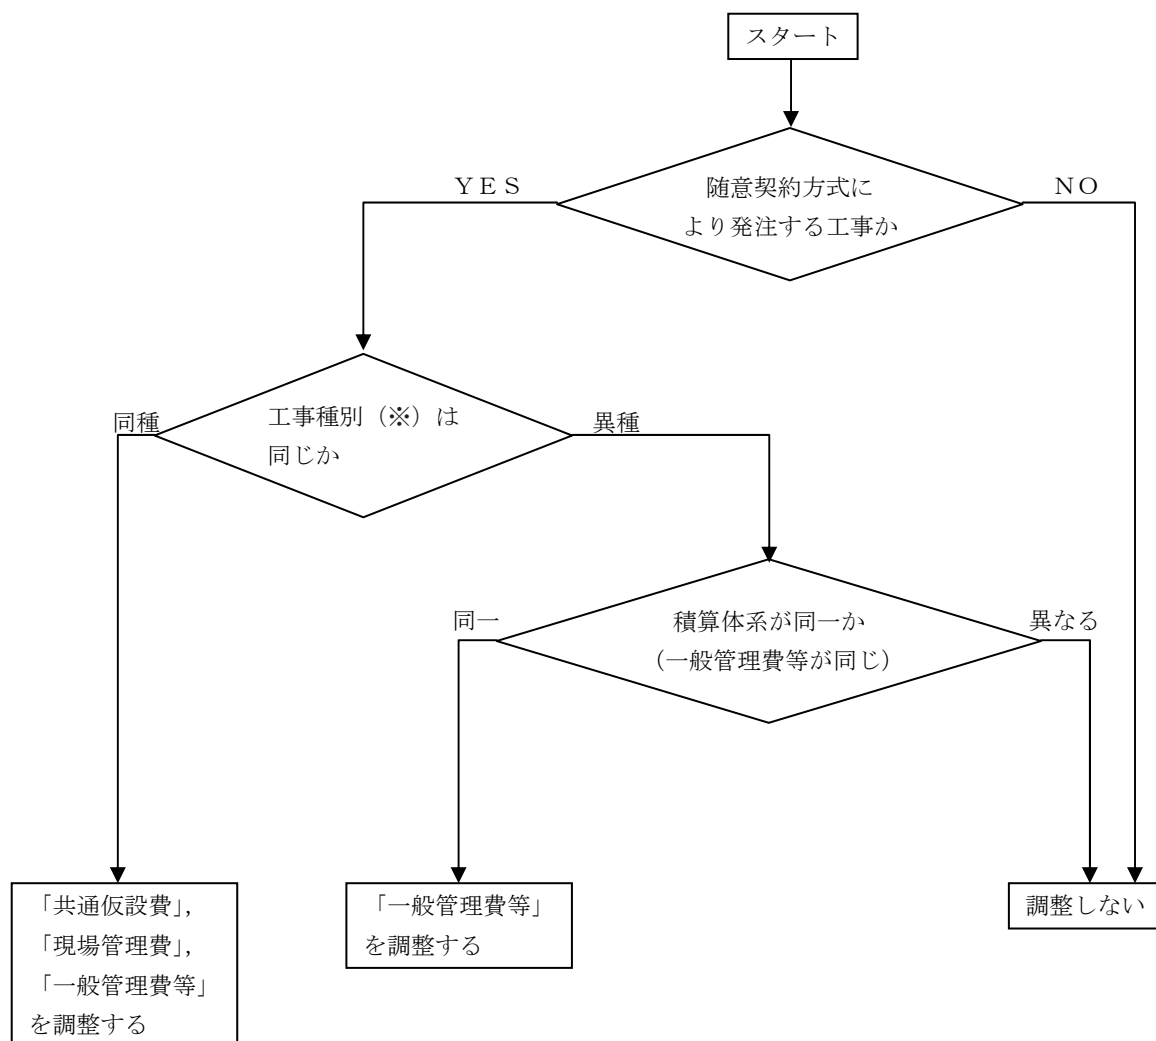 スタート
随意契約方式に
より発注する工事か
ＹＥＳ
ＮＯ
工事種別（※）は
同じか
同種
異種
積算体系が同一か
（一般管理費等が同じ）
同一
異なる
「共通仮設費」，
「現場管理費」，
「一般管理費等」
を調整する
「一般管理費等」
を調整する
調整しない